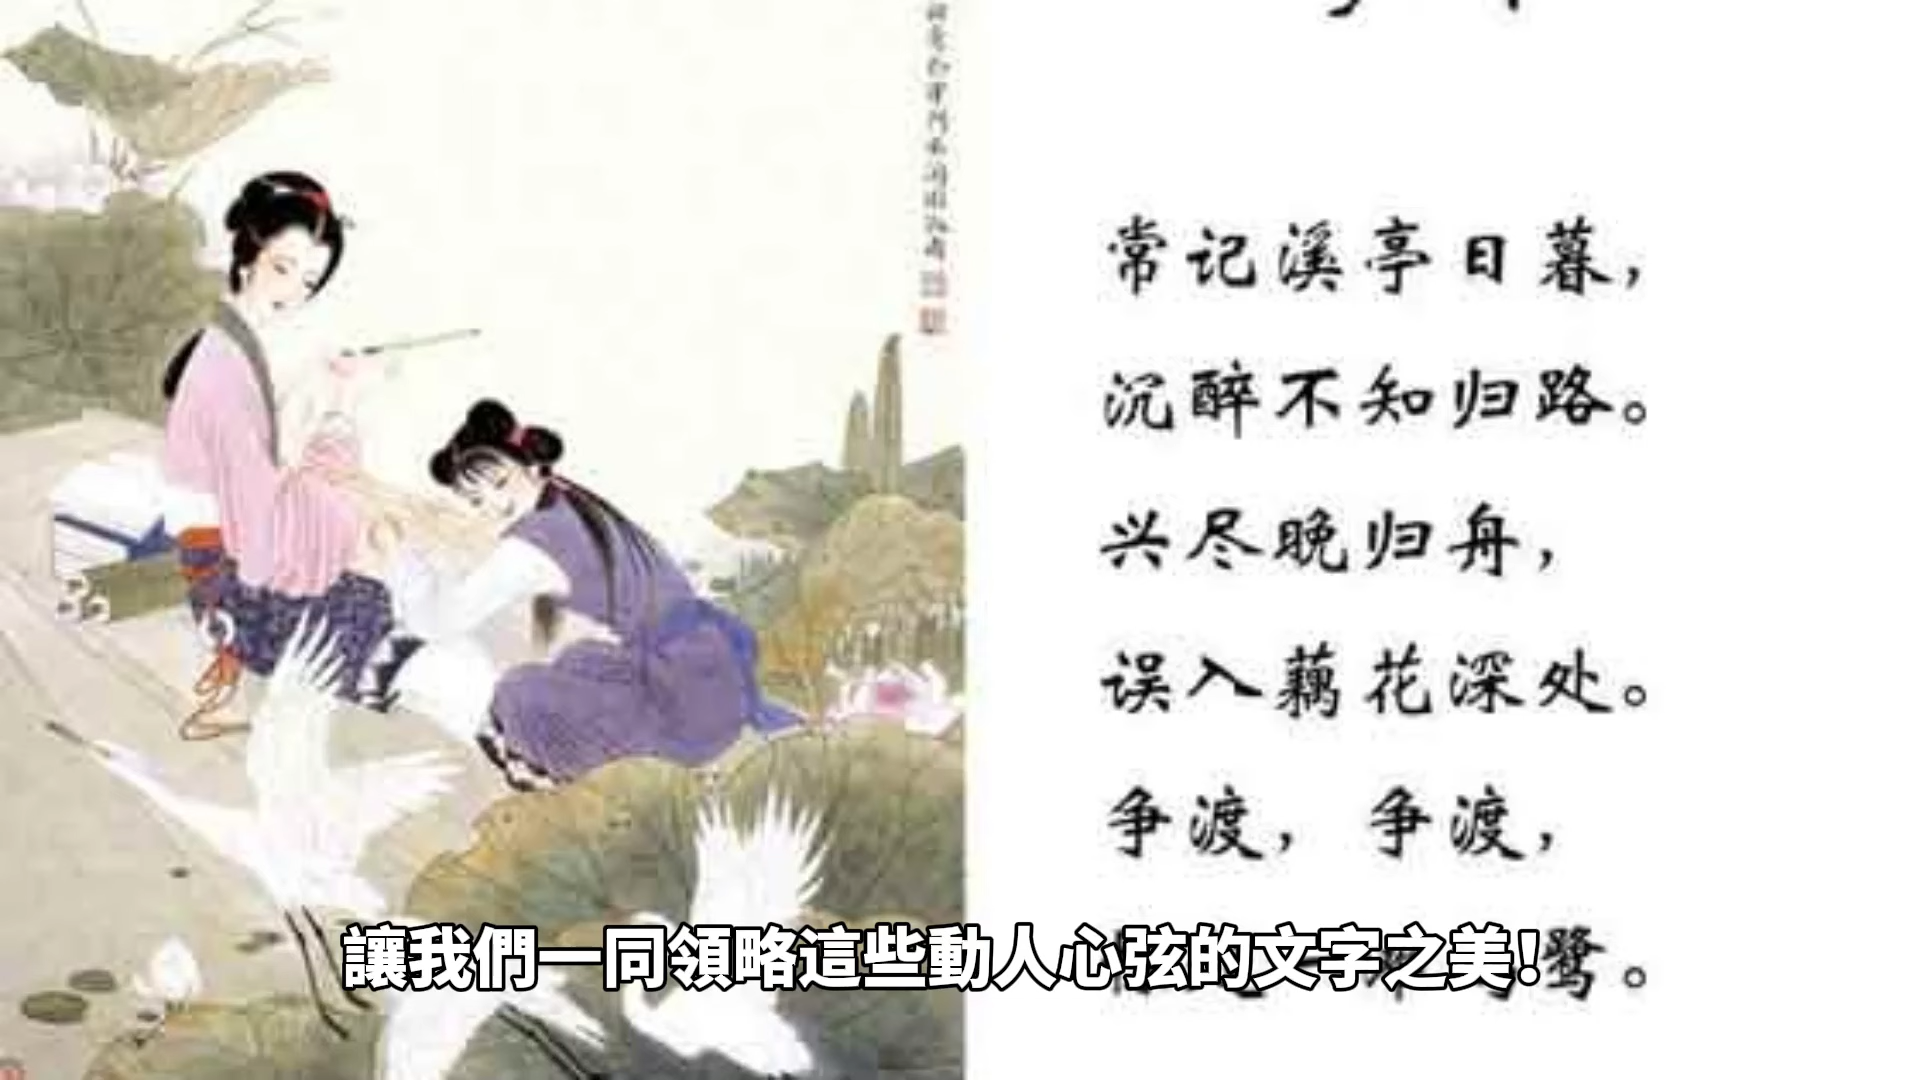 常记溪亭日暮，
沉醉不知归路。
兴尽晚归舟，
误入藕花深处。
争渡，争渡，
鹭。
讓我們一同領略這些動人心弦的文字之美！